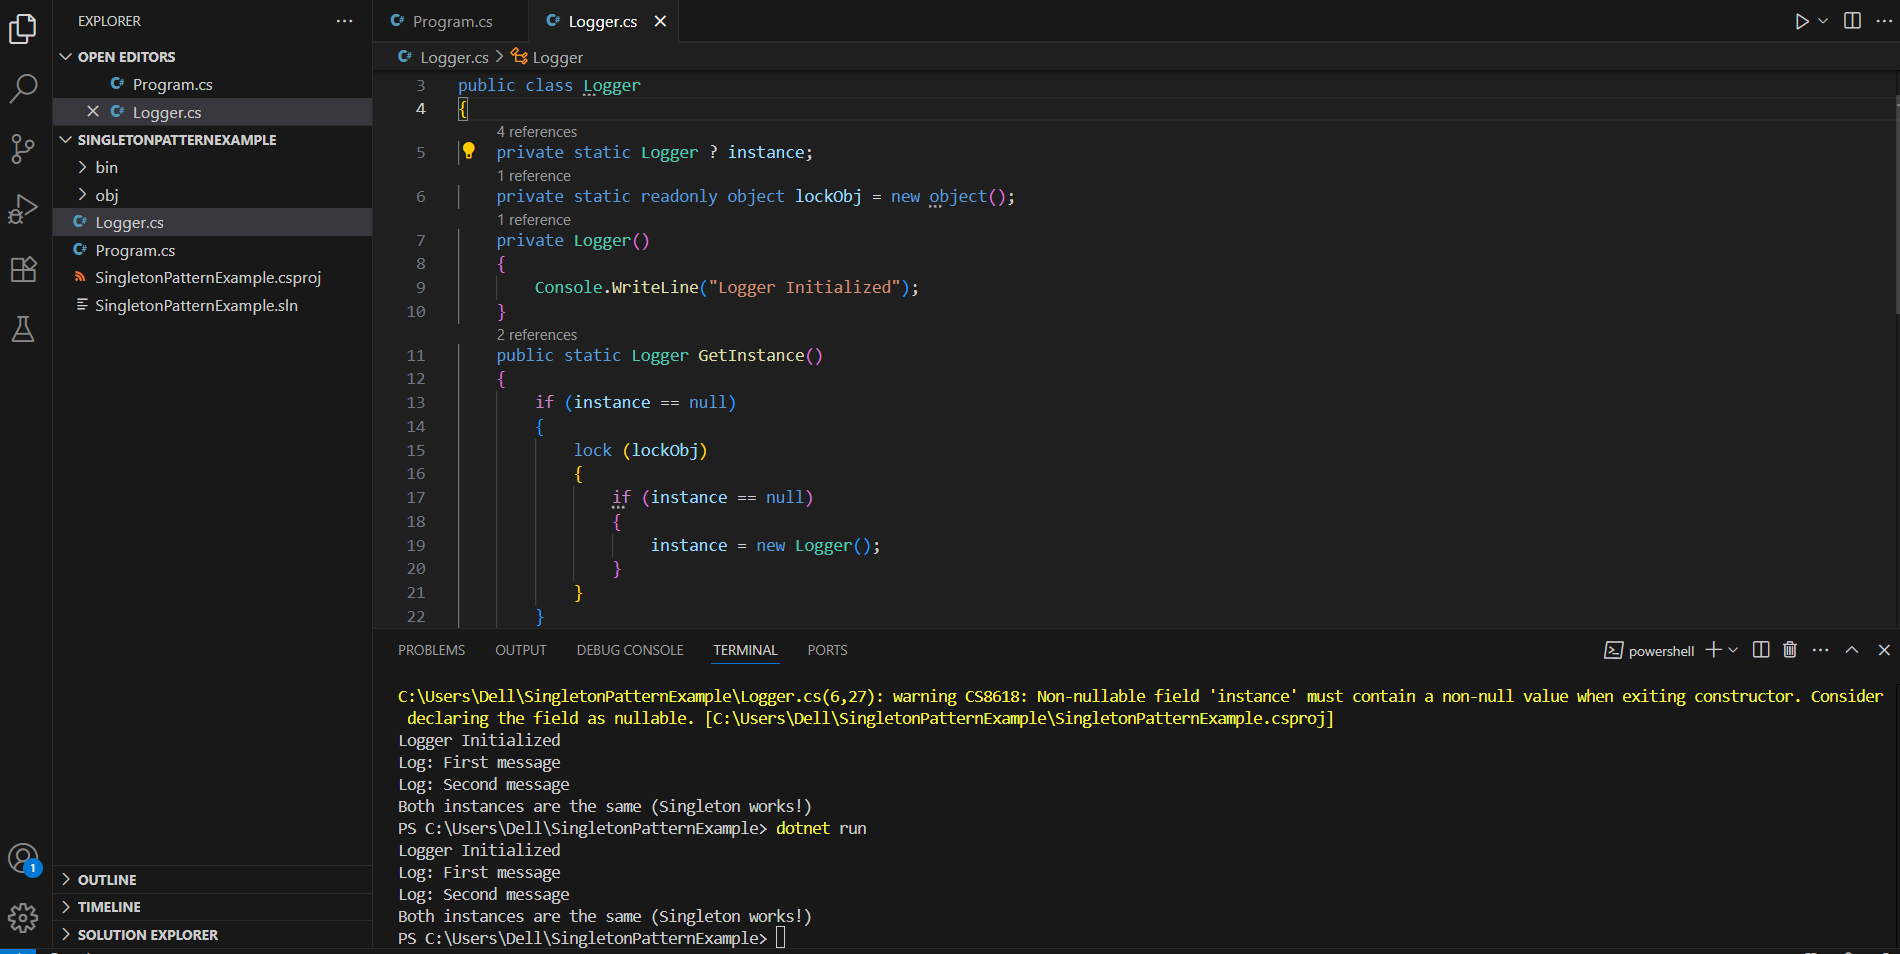 EXPLORER
OPEN EDITORS
Program.cs
Logger.cs
SINGLETONPATTERNEXAMPLE
bin
obj
Logger.cs
Program.cs
SingletonPatternExample.csproj
SingletonPatternExample.sln
1
OUTLINE
TIMELINE
SOLUTION EXPLORER
Program.cs
Logger.cs
Logger.cs > Logger
3 public class Logger
4 {
4 references
5 private static Logger ? instance;
1 reference
6 private static readonly object lockObj = new object();
1 reference
7 private Logger()
8 {
9 Console.WriteLine("Logger Initialized");
10 }
2 references
11 public static Logger GetInstance()
12 {
13 if (instance == null)
14 {
15 lock (lockObj)
16 {
17 if (instance == null)
18 {
19 instance = new Logger();
20 }
21 }
22 }
PROBLEMS OUTPUT DEBUG CONSOLE TERMINAL PORTS
powershell
C:\Users\Dell\SingletonPatternExample\Logger.cs(6,27): warning CS8618: Non-nullable field 'instance' must contain a non-null value when exiting constructor. Consider
declaring the field as nullable. [C:\Users\Dell\SingletonPatternExample\SingletonPatternExample.csproj]
Logger Initialized
Log: First message
Log: Second message
Both instances are the same (Singleton works!)
PS C:\Users\Dell\SingletonPatternExample> dotnet run
Logger Initialized
Log: First message
Log: Second message
Both instances are the same (Singleton works!)
PS C:\Users\Dell\SingletonPatternExample>